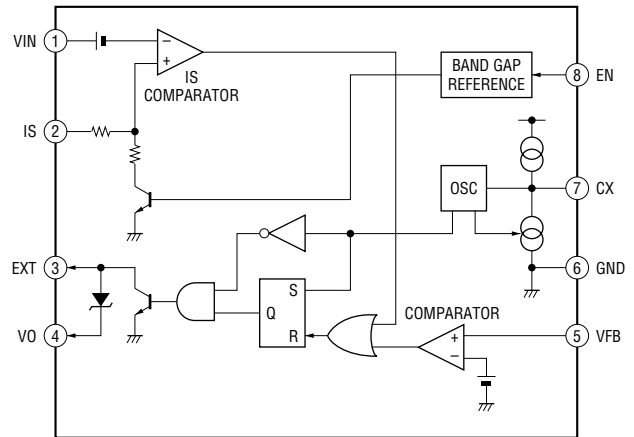 VIN 1
IS
COMPARATOR
BAND GAP
REFERENCE
8 EN
IS 2
OSC
7 CX
EXT 3
6 GND
S
Q
R
COMPARATOR
VO 4
5 VFB
−
+
+
−